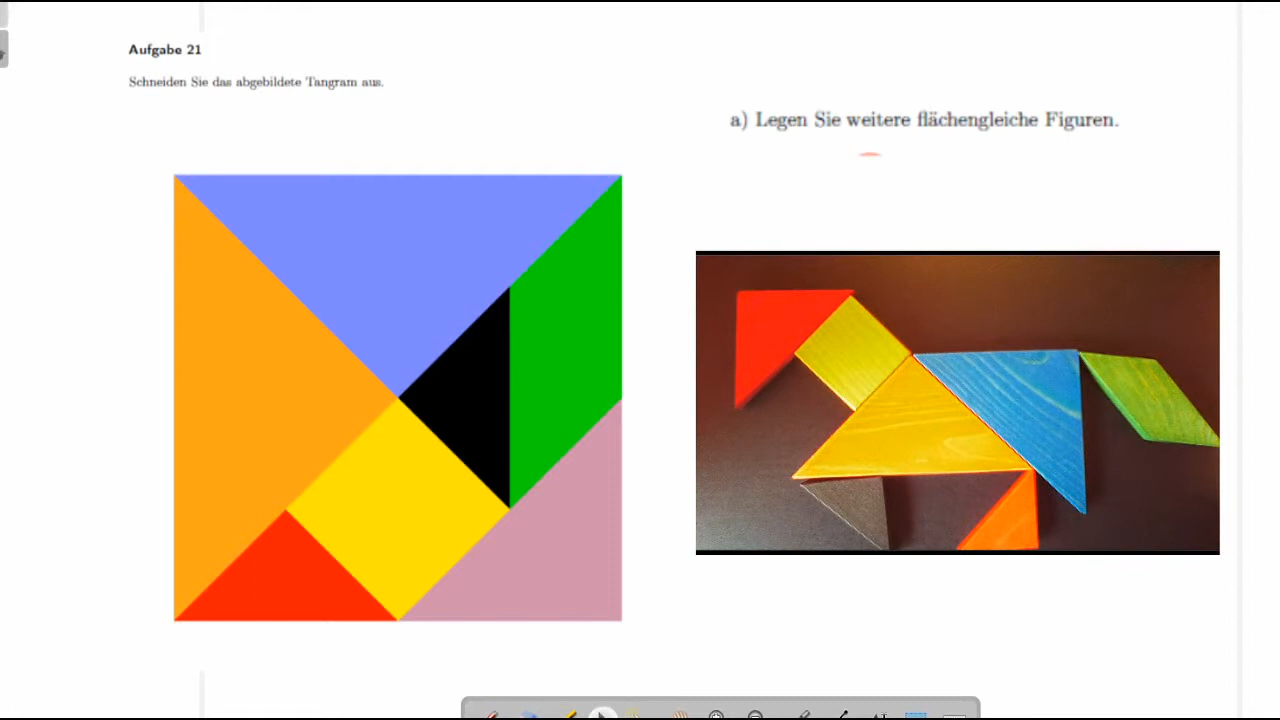 Aufgabe 21
Schneiden Sie das abgebildete Tangram aus.
a) Legen Sie weitere flächengleiche Figuren.